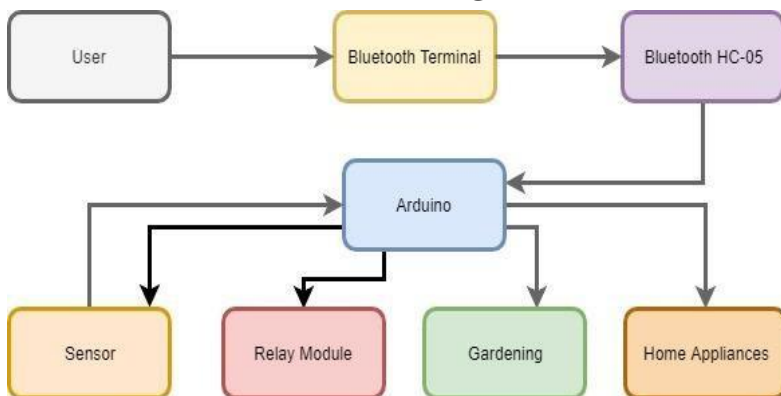 User
Bluetooth Terminal
Bluetooth HC-05
Arduino
Sensor
Relay Module
Gardening
Home Appliances